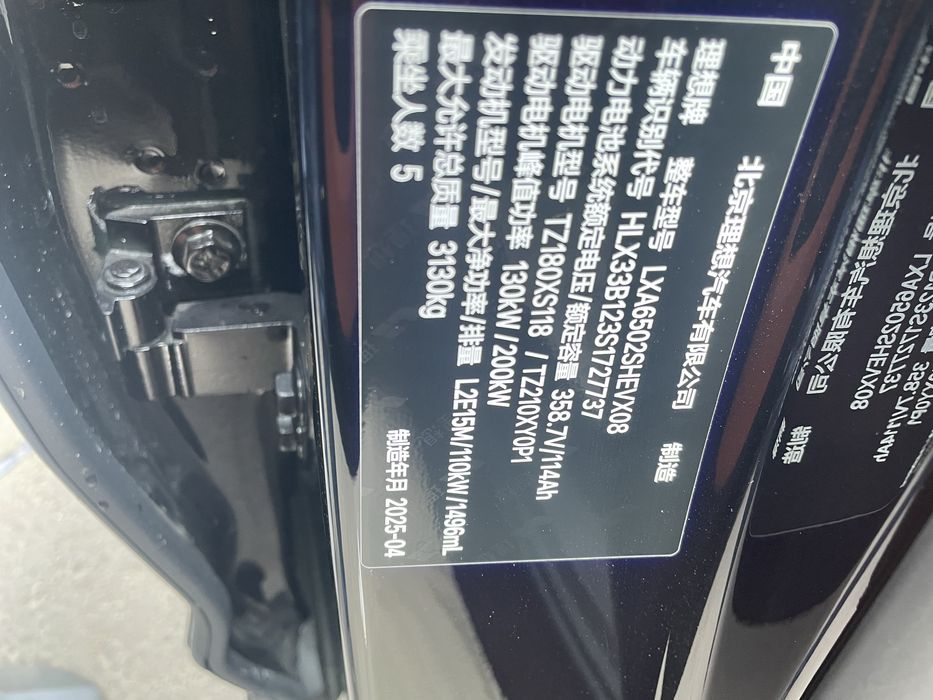 中国 北京理想汽车有限公司 制造
理想牌 整车型号 LXA6502SHEVX08
车辆识别代号 HLX33B123S1727737
动力电池系统额定电压/额定容量 358.7V/114Ah
驱动电机型号 TZ180XS118 / TZ210XY0P1
驱动电机峰值功率 130kW/200kW
发动机型号/最大净功率/排量 L2E15M/110kW/1496mL
最大允许总质量 3130kg
乘坐人数 5 制造年月 2025-04